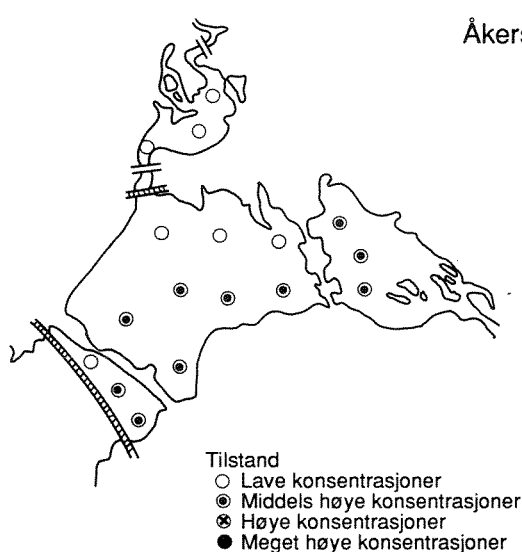 Åkers
Tilstand
Lave konsentrasjoner
Middels høye konsentrasjoner
Høye konsentrasjoner
Meget høye konsentrasjoner